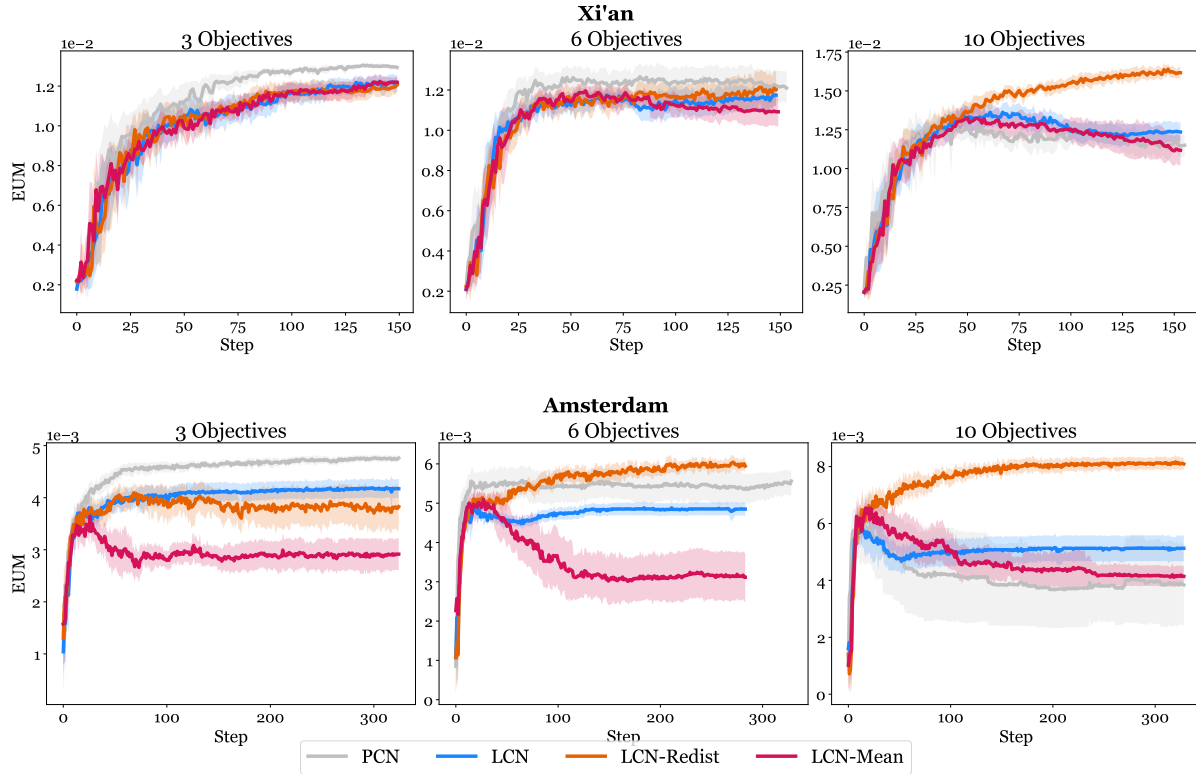 Xi'an
3 Objectives
6 Objectives
10 Objectives
1e−2
1e−2
1e−2
EUM
1.2
1.0
0.8
0.6
0.4
0.2
0 25 50 75 100 125 150
Step
1.2
1.0
0.8
0.6
0.4
0.2
0 25 50 75 100 125 150
Step
1.75
1.50
1.25
1.00
0.75
0.50
0.25
0 50 100 150
Step
Amsterdam
3 Objectives
6 Objectives
10 Objectives
1e−3
1e−3
1e−3
EUM
5
4
3
2
1
0 100 200 300
Step
6
5
4
3
2
1
0
0 100 200 300
Step
8
6
4
2
0
0 100 200 300
Step
PCN LCN LCN-Redist LCN-Mean